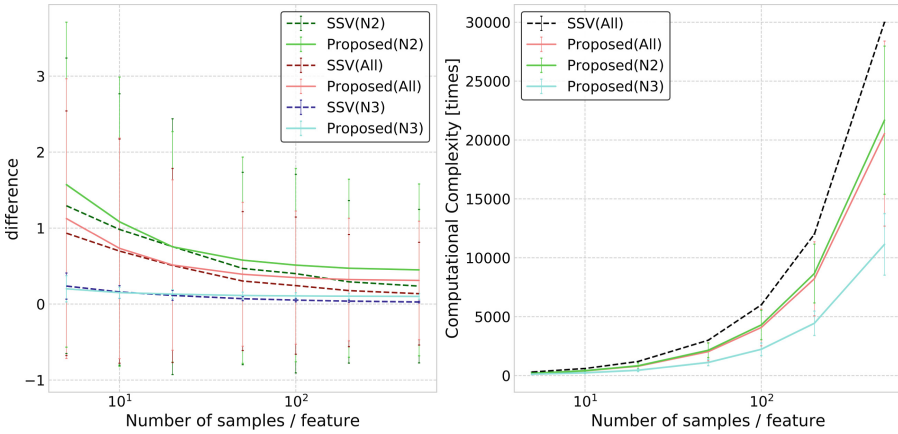 difference
3
2
1
0
−1
10¹
10²
Number of samples / feature
SSV(N2)
Proposed(N2)
SSV(All)
Proposed(All)
SSV(N3)
Proposed(N3)
Computational Complexity [times]
30000
25000
20000
15000
10000
5000
0
10¹
10²
Number of samples / feature
SSV(All)
Proposed(All)
Proposed(N2)
Proposed(N3)